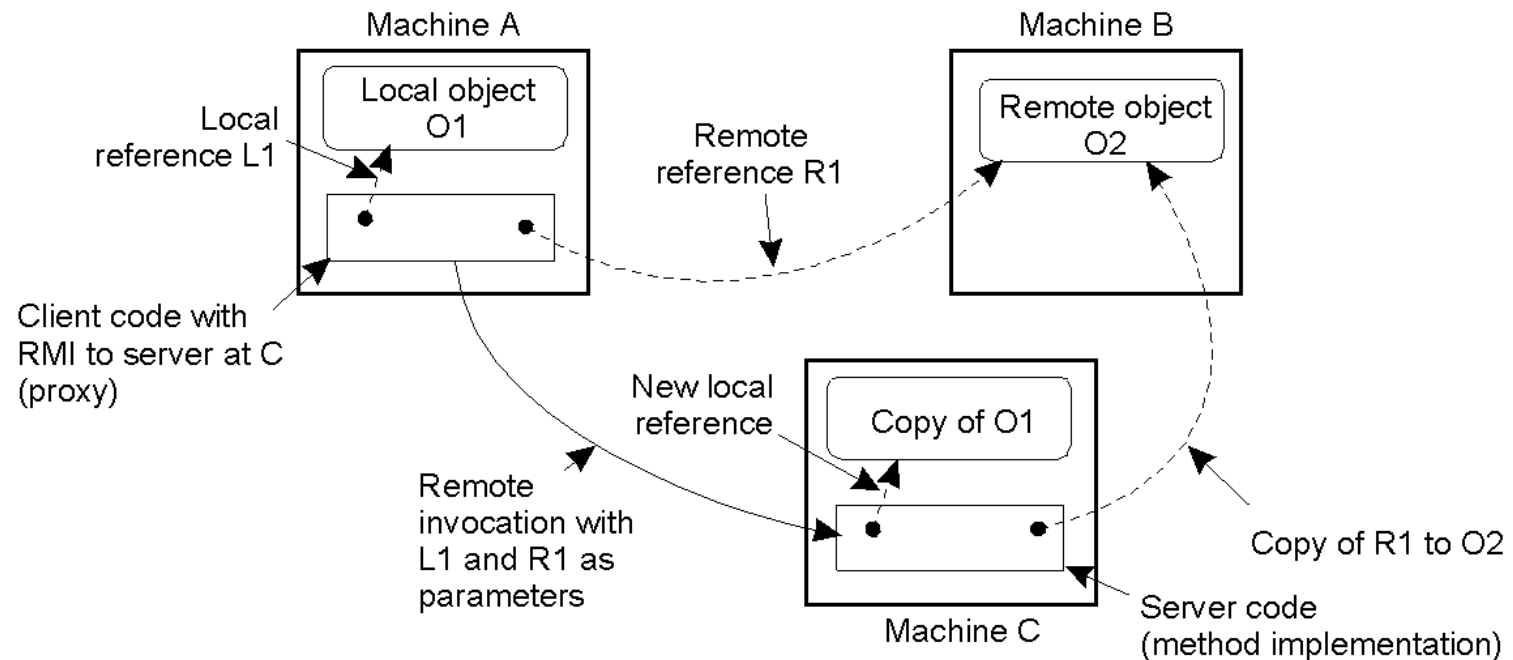 Machine A
Machine B
Local object
O1
Remote object
O2
Local
reference L1
Remote
reference R1
Client code with
RMI to server at C
(proxy)
New local
reference
Copy of O1
Remote
invocation with
L1 and R1 as
parameters
Copy of R1 to O2
Server code
(method implementation)
Machine C